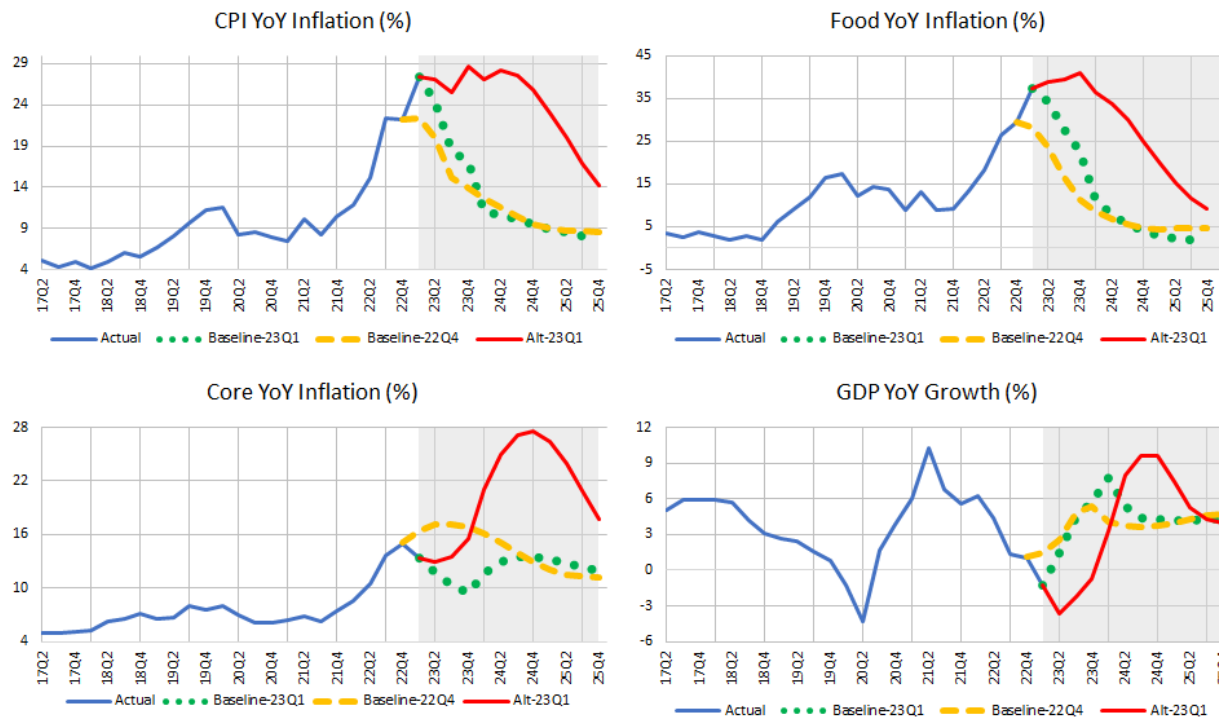 CPI YoY Inflation (%)
29
24
19
14
9
4
17Q2
17Q4
18Q2
18Q4
19Q2
19Q4
20Q2
20Q4
21Q2
21Q4
22Q2
22Q4
23Q2
23Q4
24Q2
24Q4
25Q2
25Q4
Actual Baseline-23Q1 Baseline-22Q4 Alt-23Q1
Food YoY Inflation (%)
45
35
25
15
5
-5
17Q2
17Q4
18Q2
18Q4
19Q2
19Q4
20Q2
20Q4
21Q2
21Q4
22Q2
22Q4
23Q2
23Q4
24Q2
24Q4
25Q2
25Q4
Actual Baseline-23Q1 Baseline-22Q4 Alt-23Q1
Core YoY Inflation (%)
28
22
16
10
4
17Q2
17Q4
18Q2
18Q4
19Q2
19Q4
20Q2
20Q4
21Q2
21Q4
22Q2
22Q4
23Q2
23Q4
24Q2
24Q4
25Q2
25Q4
Actual Baseline-23Q1 Baseline-22Q4 Alt-23Q1
GDP YoY Growth (%)
12
9
6
3
0
-3
-6
17Q2
17Q4
18Q2
18Q4
19Q2
19Q4
20Q2
20Q4
21Q2
21Q4
22Q2
22Q4
23Q2
23Q4
24Q2
24Q4
25Q2
Actual Baseline-23Q1 Baseline-22Q4 Alt-23Q1